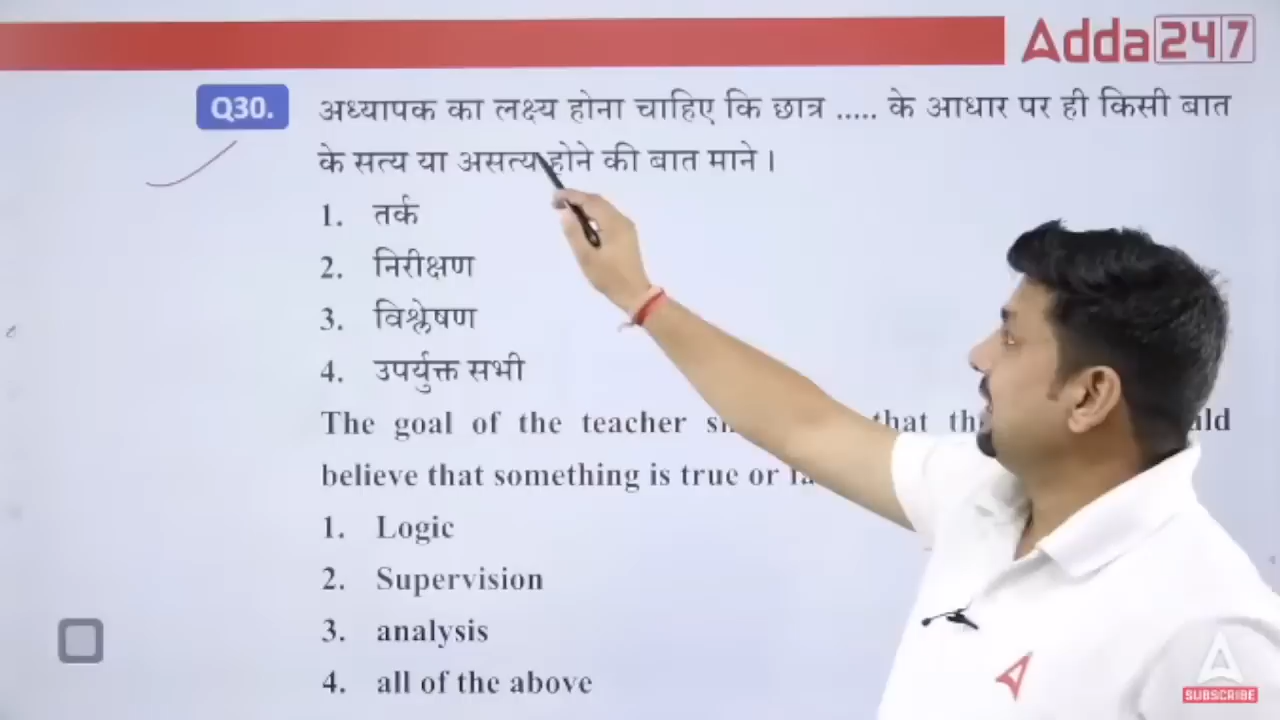 Adda247
Q30. अध्यापक का लक्ष्य होना चाहिए कि छात्र ..... के आधार पर ही किसी बात
के सत्य या असत्य होने की बात माने।
1. तर्क
2. निरीक्षण
3. विश्लेषण
4. उपर्युक्त सभी
The goal of the teacher that
believe that something is true or
1. Logic
2. Supervision
3. analysis
4. all of the above
SUBSCRIBE